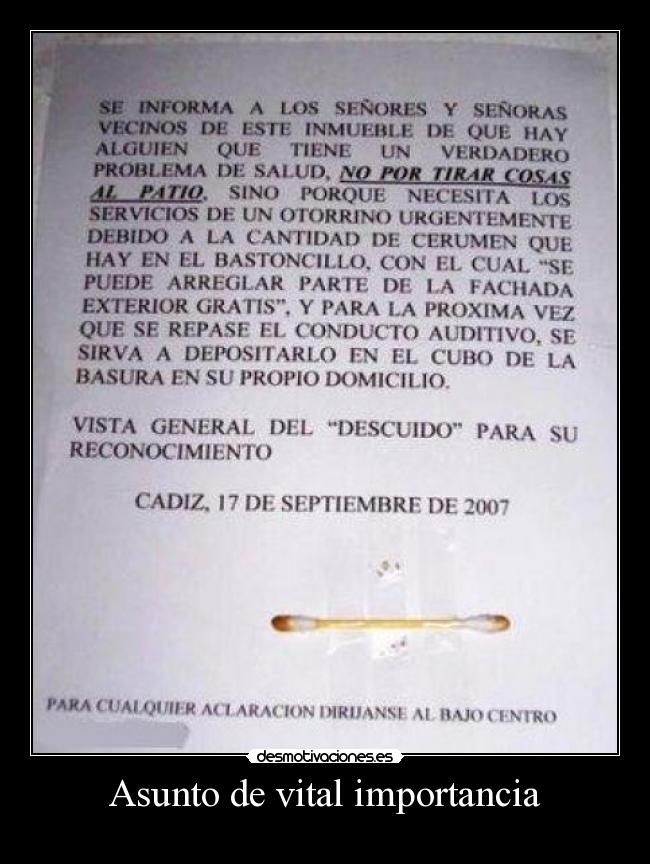 SE INFORMA A LOS SEÑORES Y SEÑORAS
VECINOS DE ESTE INMUEBLE DE QUE HAY
ALGUIEN QUE TIENE UN VERDADERO
PROBLEMA DE SALUD, NO POR TIRAR COSAS
AL PATIO, SINO PORQUE NECESITA LOS
SERVICIOS DE UN OTORRINO URGENTEMENTE
DEBIDO A LA CANTIDAD DE CERUMEN QUE
HAY EN EL BASTONCILLO, CON EL CUAL “SE
PUEDE ARREGLAR PARTE DE LA FACHADA
EXTERIOR GRATIS”, Y PARA LA PROXIMA VEZ
QUE SE REPASE EL CONDUCTO AUDITIVO, SE
SIRVA A DEPOSITARLO EN EL CUBO DE LA
BASURA EN SU PROPIO DOMICILIO.
VISTA GENERAL DEL “DESCUIDO” PARA SU
RECONOCIMIENTO
CADIZ, 17 DE SEPTIEMBRE DE 2007
PARA CUALQUIER ACLARACION DIRIJANSE AL BAJO CENTRO
desmotivaciones.es
Asunto de vital importancia